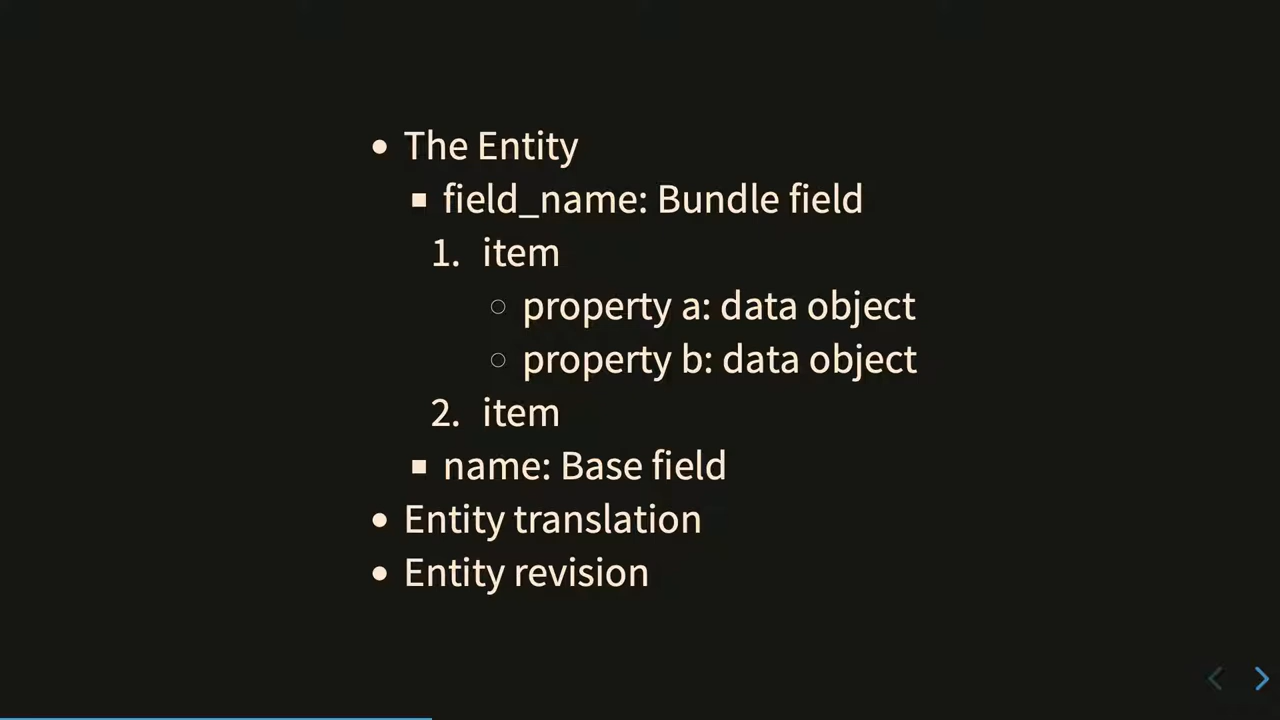 The Entity
field_name: Bundle field
1. item
property a: data object
property b: data object
2. item
name: Base field
Entity translation
Entity revision